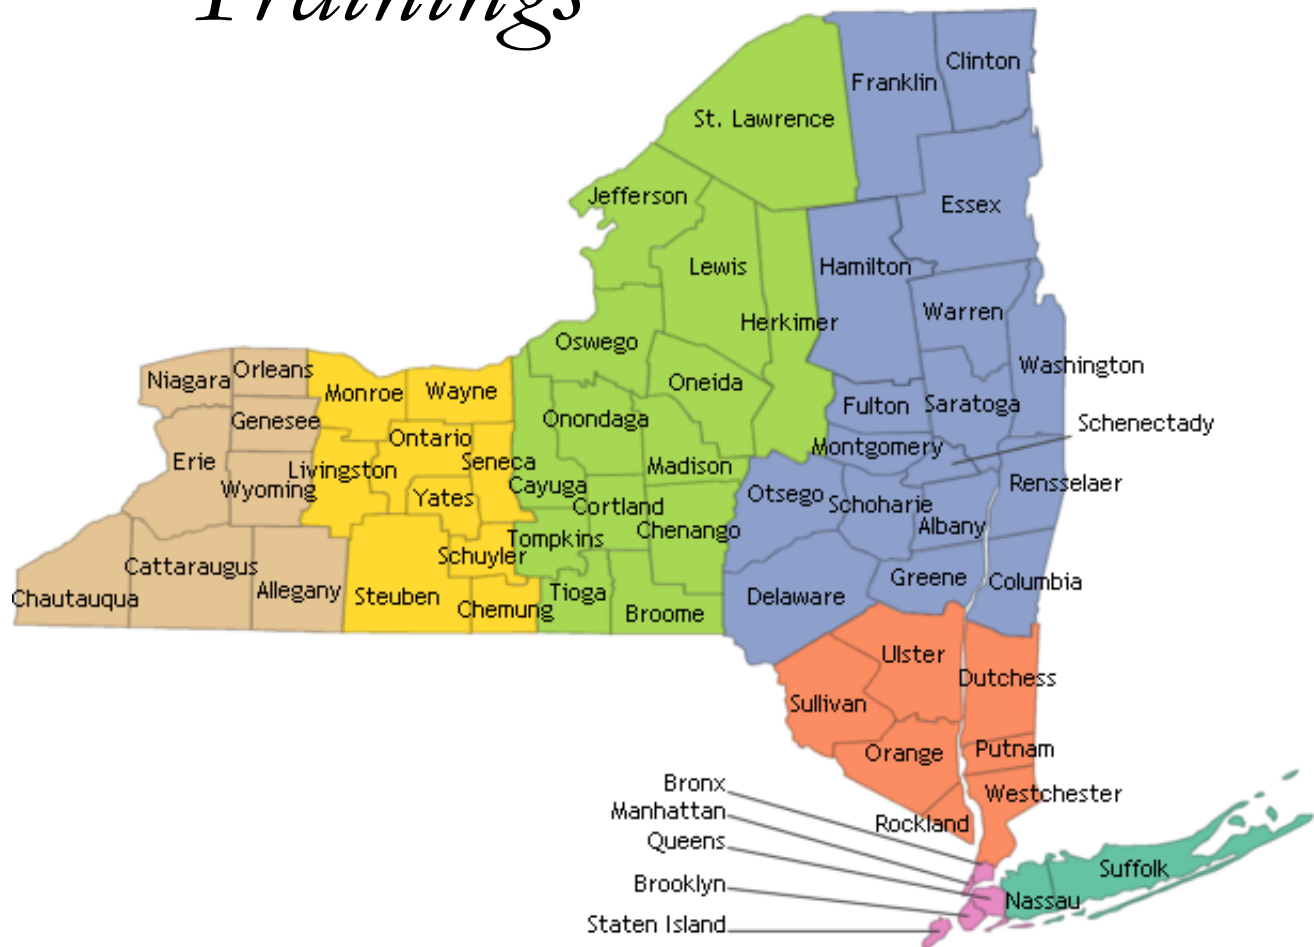 Trainings
Clinton
Franklin
St. Lawrence
Jefferson
Essex
Lewis
Hamilton
Warren
Herkimer
Oswego
Washington
Orleans
Niagara
Monroe
Wayne
Oneida
Fulton
Saratoga
Genesee
Onondaga
Schenectady
Ontario
Montgomery
Erie
Livingston
Seneca
Madison
Wyoming
Yates
Cayuga
Otsego
Rensselaer
Cortland
Schoharie
Chenango
Albany
Tompkins
Schuyler
Cattaraugus
Greene
Columbia
Chautauqua
Allegany
Steuben
Chemung
Tioga
Broome
Delaware
Ulster
Dutchess
Sullivan
Orange
Putnam
Bronx
Westchester
Manhattan
Rockland
Queens
Suffolk
Brooklyn
Nassau
Staten Island